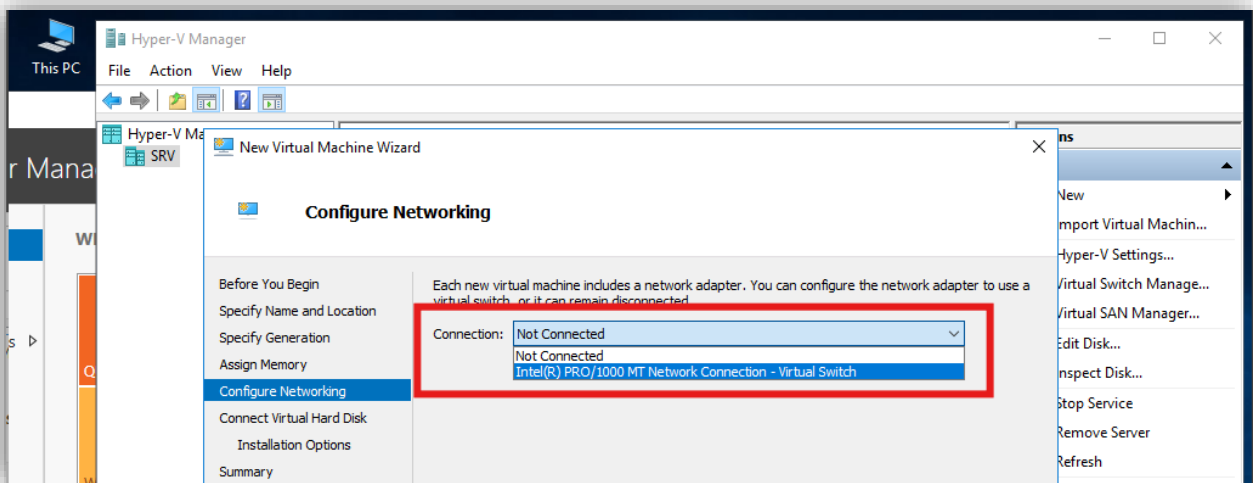 This PC
Hyper-V Manager
File Action View Help
Hyper-V Ma
SRV
r Mana
WI
New Virtual Machine Wizard
Configure Networking
Before You Begin
Specify Name and Location
Specify Generation
Assign Memory
Configure Networking
Connect Virtual Hard Disk
Installation Options
Summary
Each new virtual machine includes a network adapter. You can configure the network adapter to use a
virtual switch, or it can remain disconnected.
Connection: Not Connected
Not Connected
Intel(R) PRO/1000 MT Network Connection - Virtual Switch
ns
New
mport Virtual Machin...
Hyper-V Settings...
Virtual Switch Manage...
Virtual SAN Manager...
Edit Disk...
nspect Disk...
Stop Service
Remove Server
Refresh